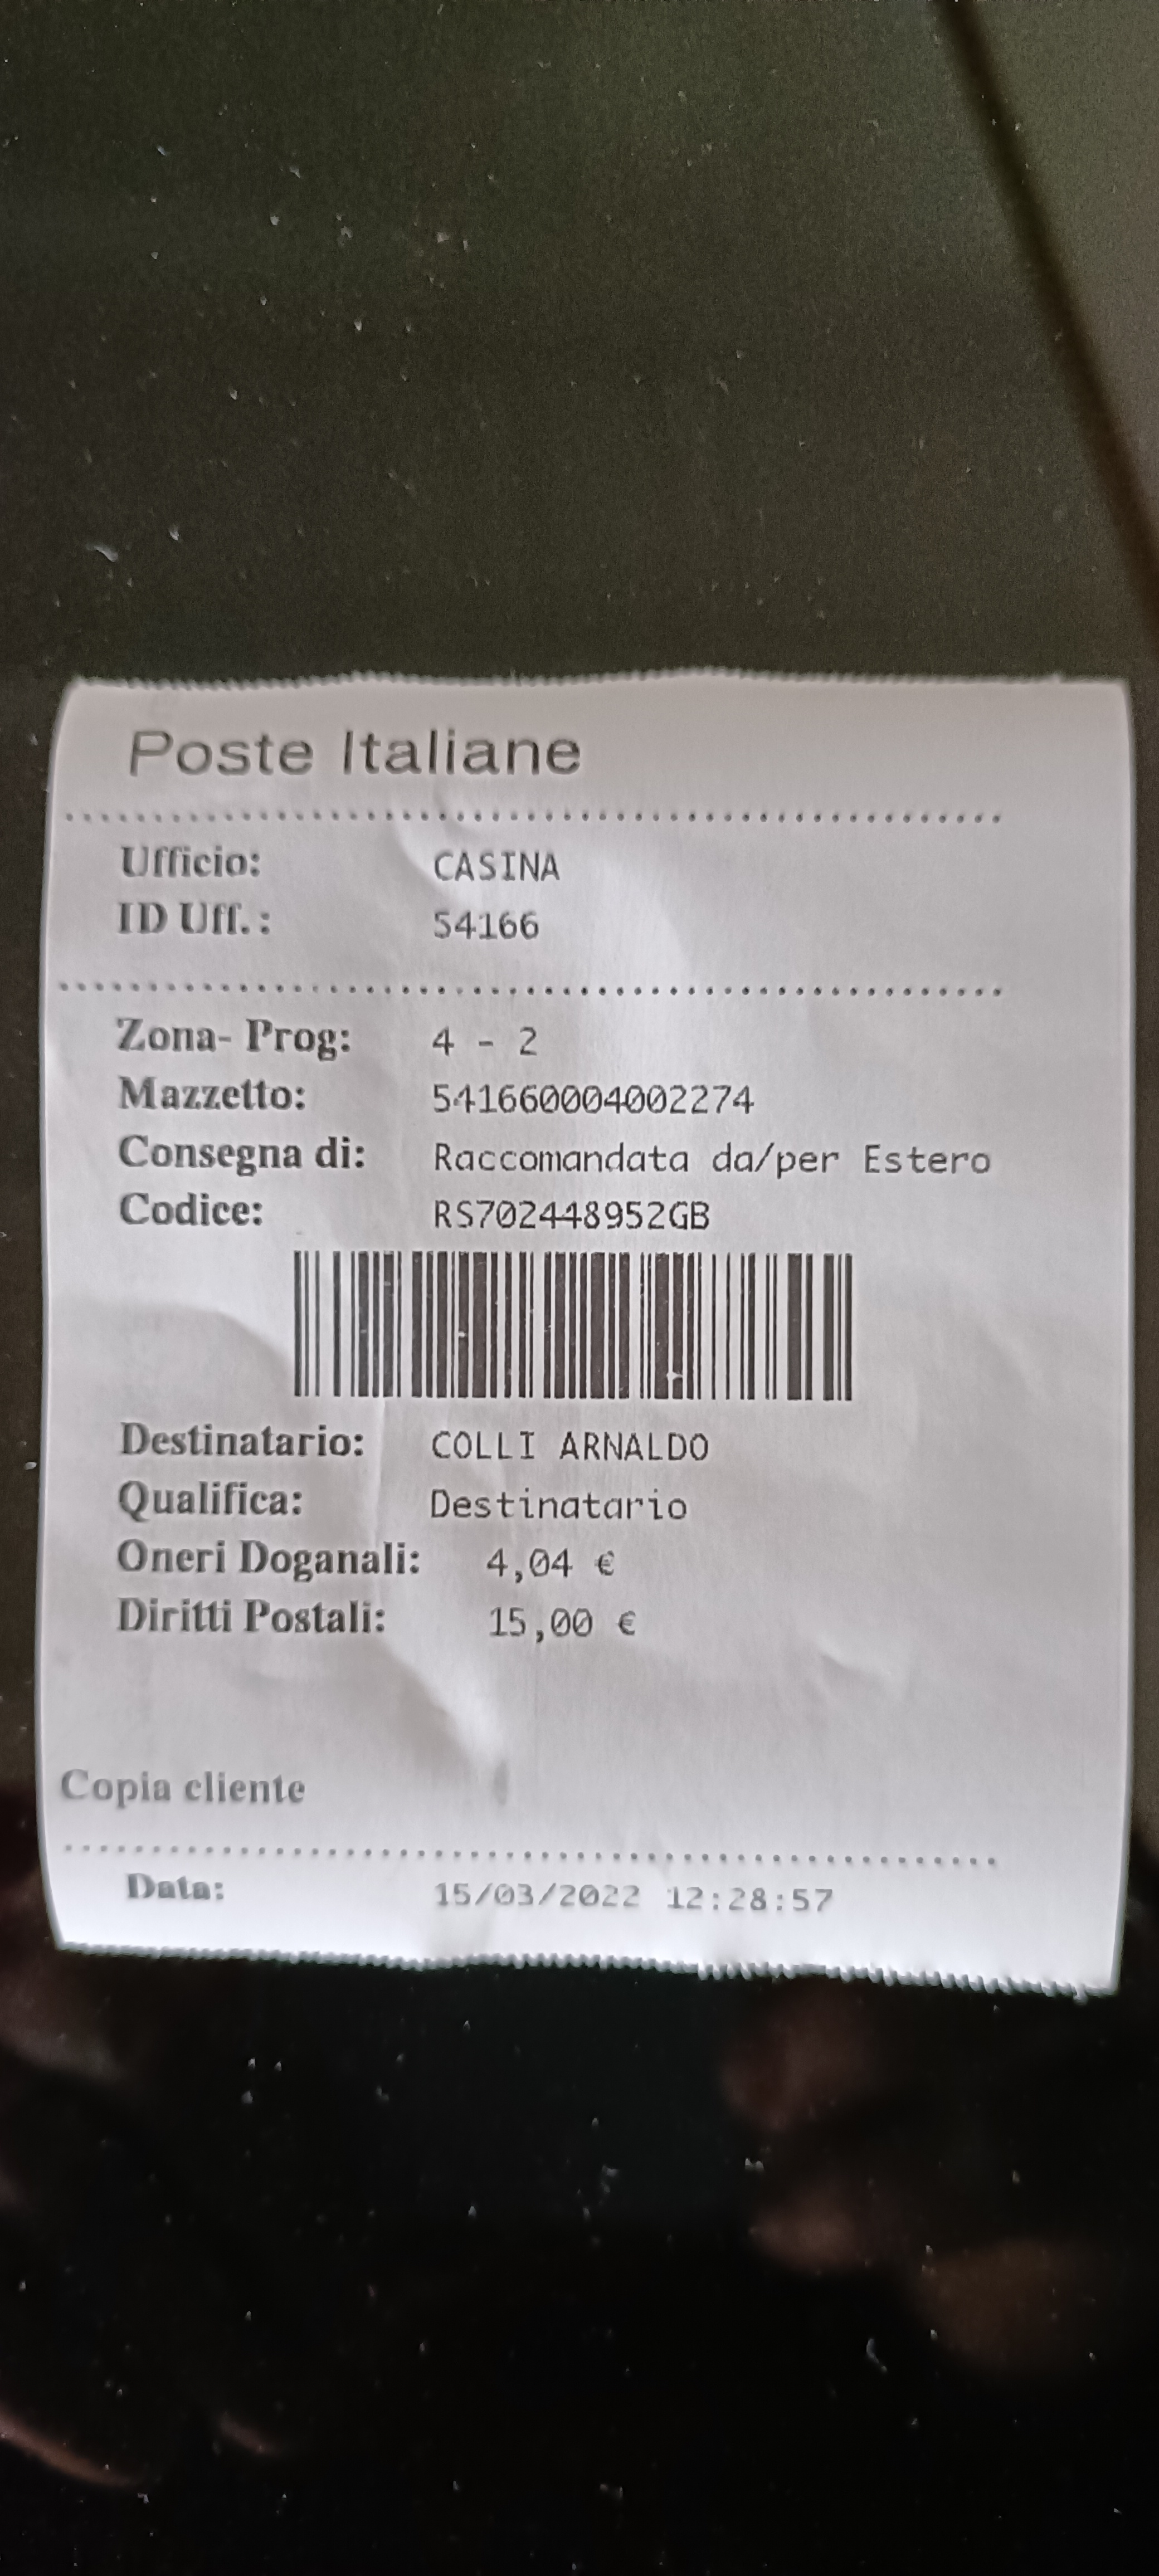 Poste Italiane
Ufficio: CASINA
ID Uff.: 54166
Zona- Prog: 4 - 2
Mazzetto: 541660004002274
Consegna di: Raccomandata da/per Estero
Codice: RS702448952GB
Destinatario: COLLI ARNALDO
Qualifica: Destinatario
Oneri Doganali: 4,04 €
Diritti Postali: 15,00 €
Copia cliente
Data: 15/03/2022 12:28:57